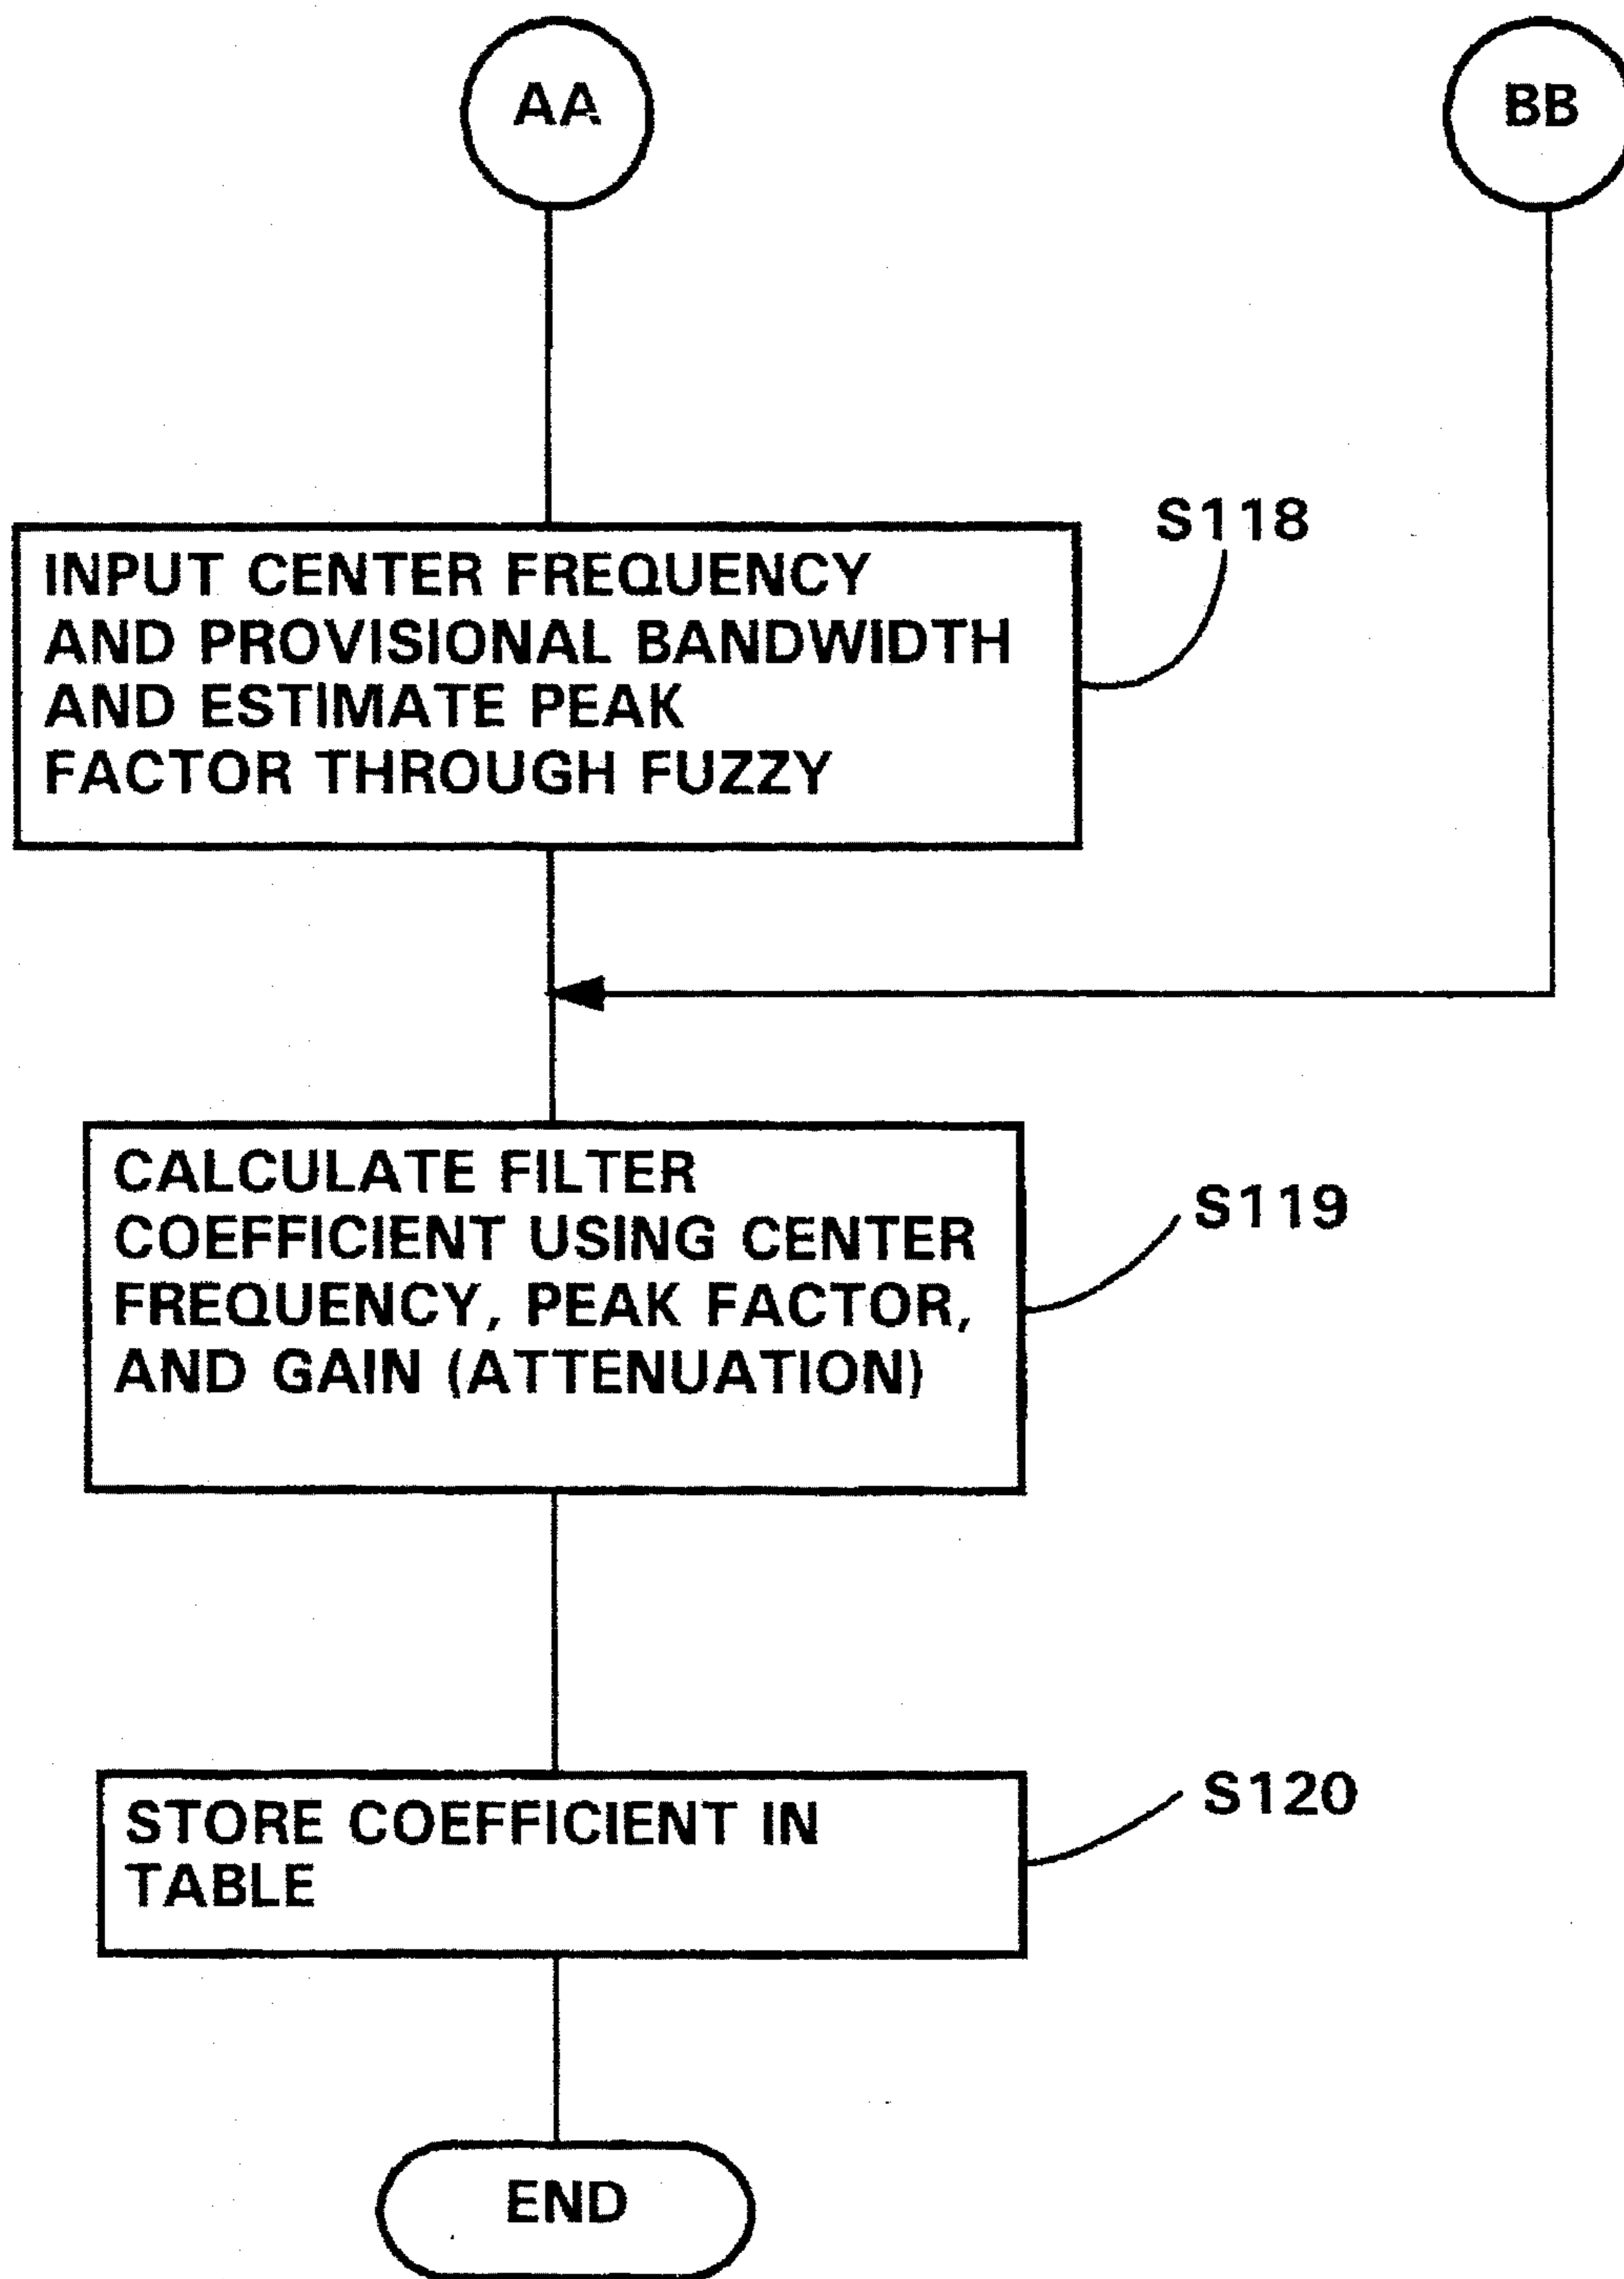 AA
BB
S118
INPUT CENTER FREQUENCY
AND PROVISIONAL BANDWIDTH
AND ESTIMATE PEAK
FACTOR THROUGH FUZZY
CALCULATE FILTER
COEFFICIENT USING CENTER
FREQUENCY, PEAK FACTOR,
AND GAIN (ATTENUATION)
S119
STORE COEFFICIENT IN
TABLE
S120
END